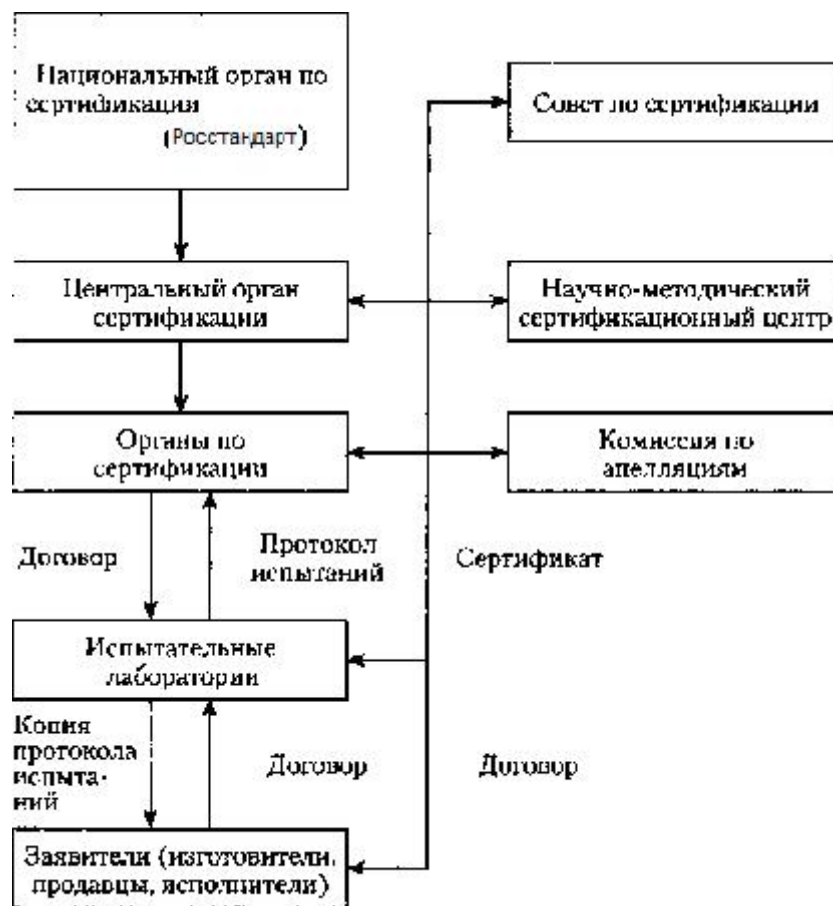 Национальный орган по
сертификации
(Росстандарт)
Совет по сертификации
Центральный орган
сертификации
Научно-методический
сертификационный центр
Органы по
сертификации
Комиссия по
апелляциям
Договор
Протокол
испытаний
Сертификат
Испытательные
лаборатории
Копия
протокола
испыта-
ний
Договор
Договор
Заявители (изготовители,
продавцы, исполнители)